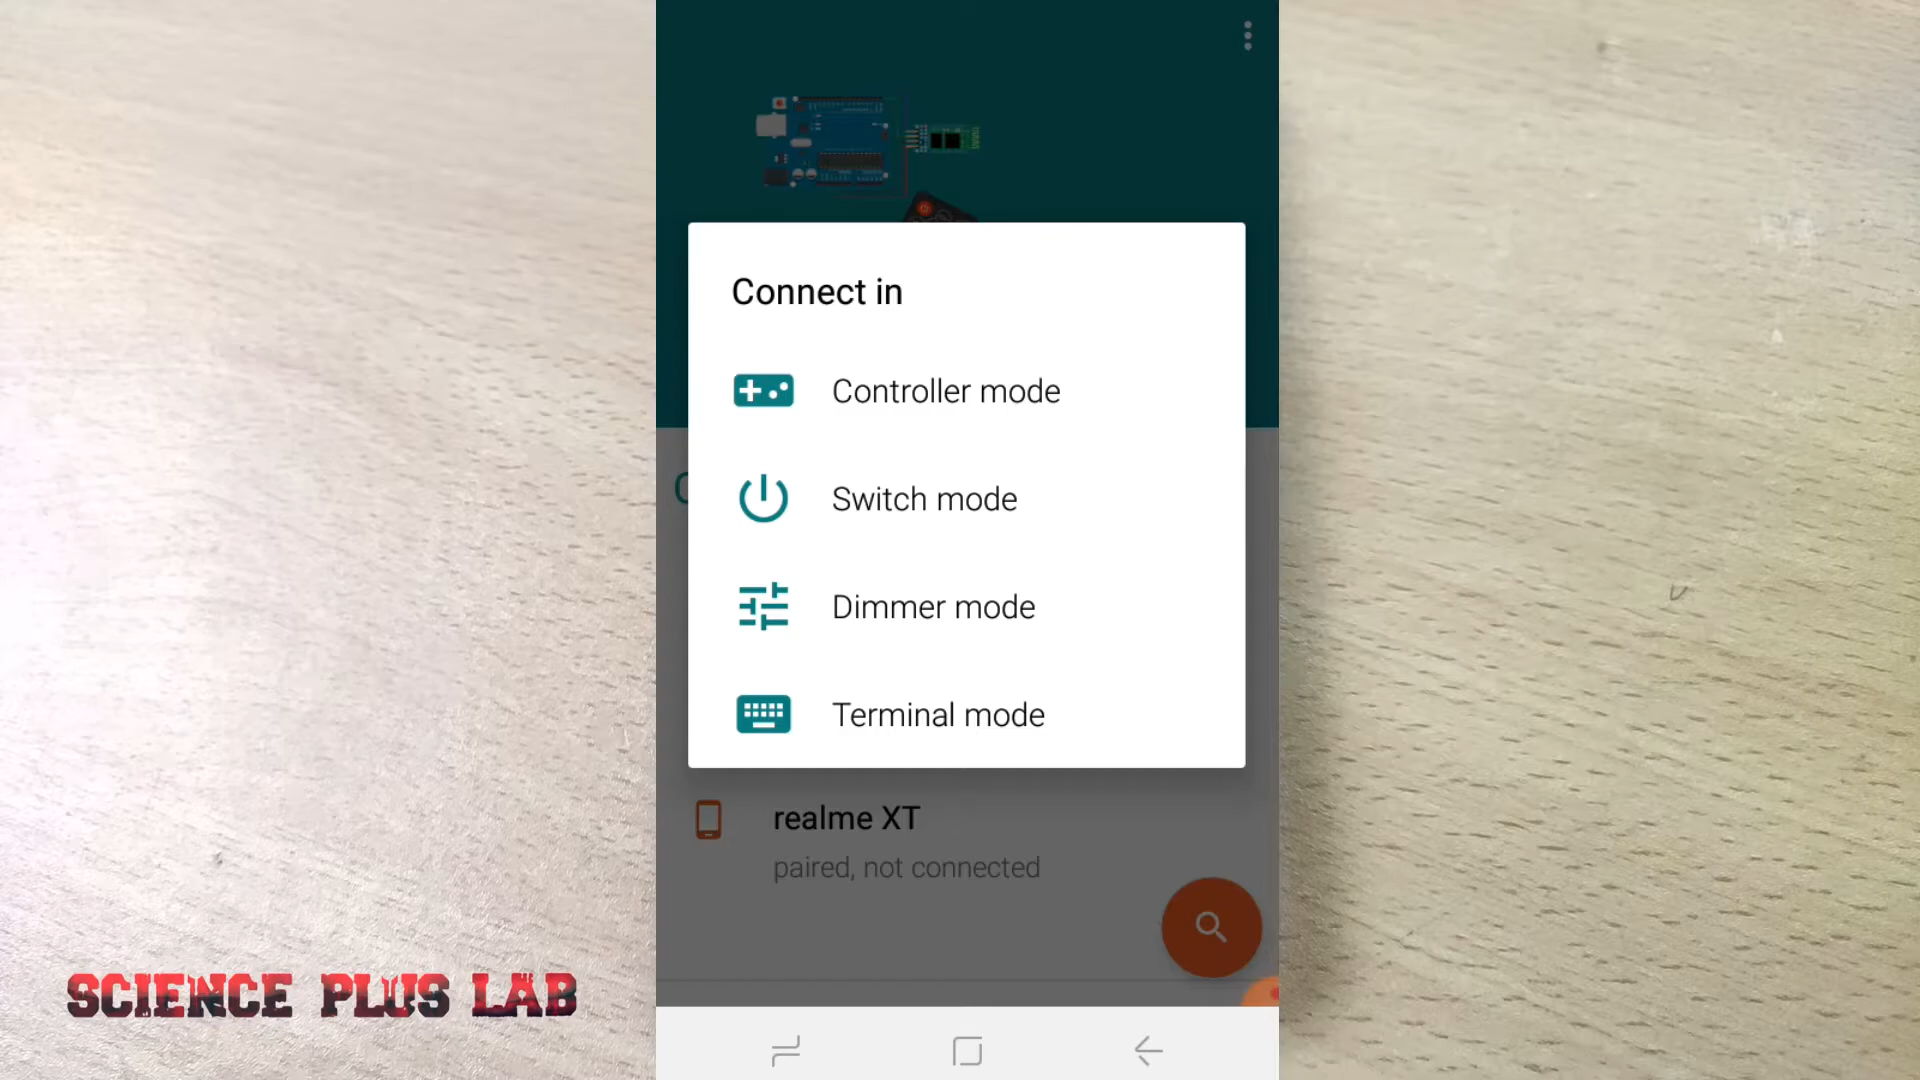 Connect in
Controller mode
Switch mode
Dimmer mode
Terminal mode
realme XT
paired, not connected
SCIENCE PLUS LAB